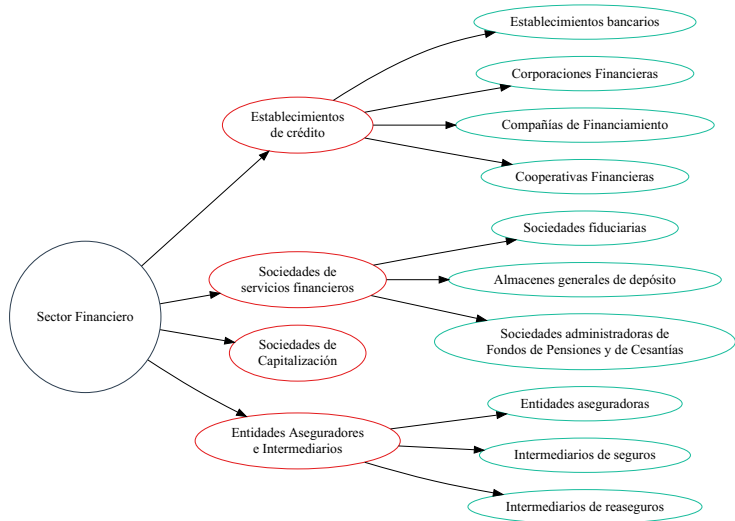 Sector Financiero
Establecimientos
de crédito
Establecimientos bancarios
Corporaciones Financieras
Compañías de Financiamiento
Cooperativas Financieras
Sociedades de
servicios financieros
Sociedades fiduciarias
Almacenes generales de depósito
Sociedades administradoras de
Fondos de Pensiones y de Cesantías
Sociedades de
Capitalización
Entidades Aseguradores
e Intermediarios
Entidades aseguradoras
Intermediarios de seguros
Intermediarios de reaseguros